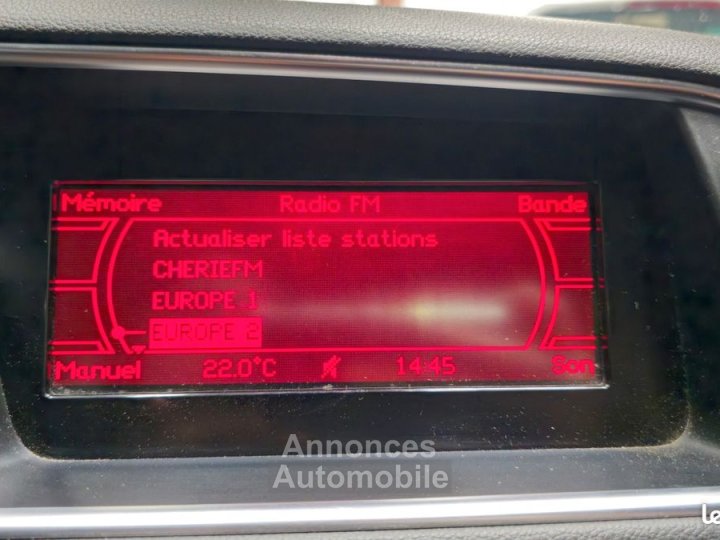 Mémoire Radio FM Bande
Actualiser liste stations
CHERIEFM
EUROPE 1
EUROPE 2
Manuel 22.0°C 14:45 Son
Annonces
Automobile
le